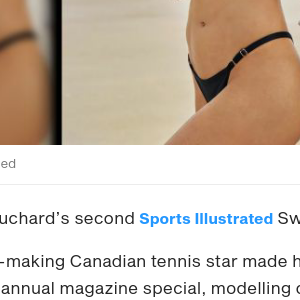 ed
uchard’s second Sports Illustrated Sw
-making Canadian tennis star made h
annual magazine special, modelling